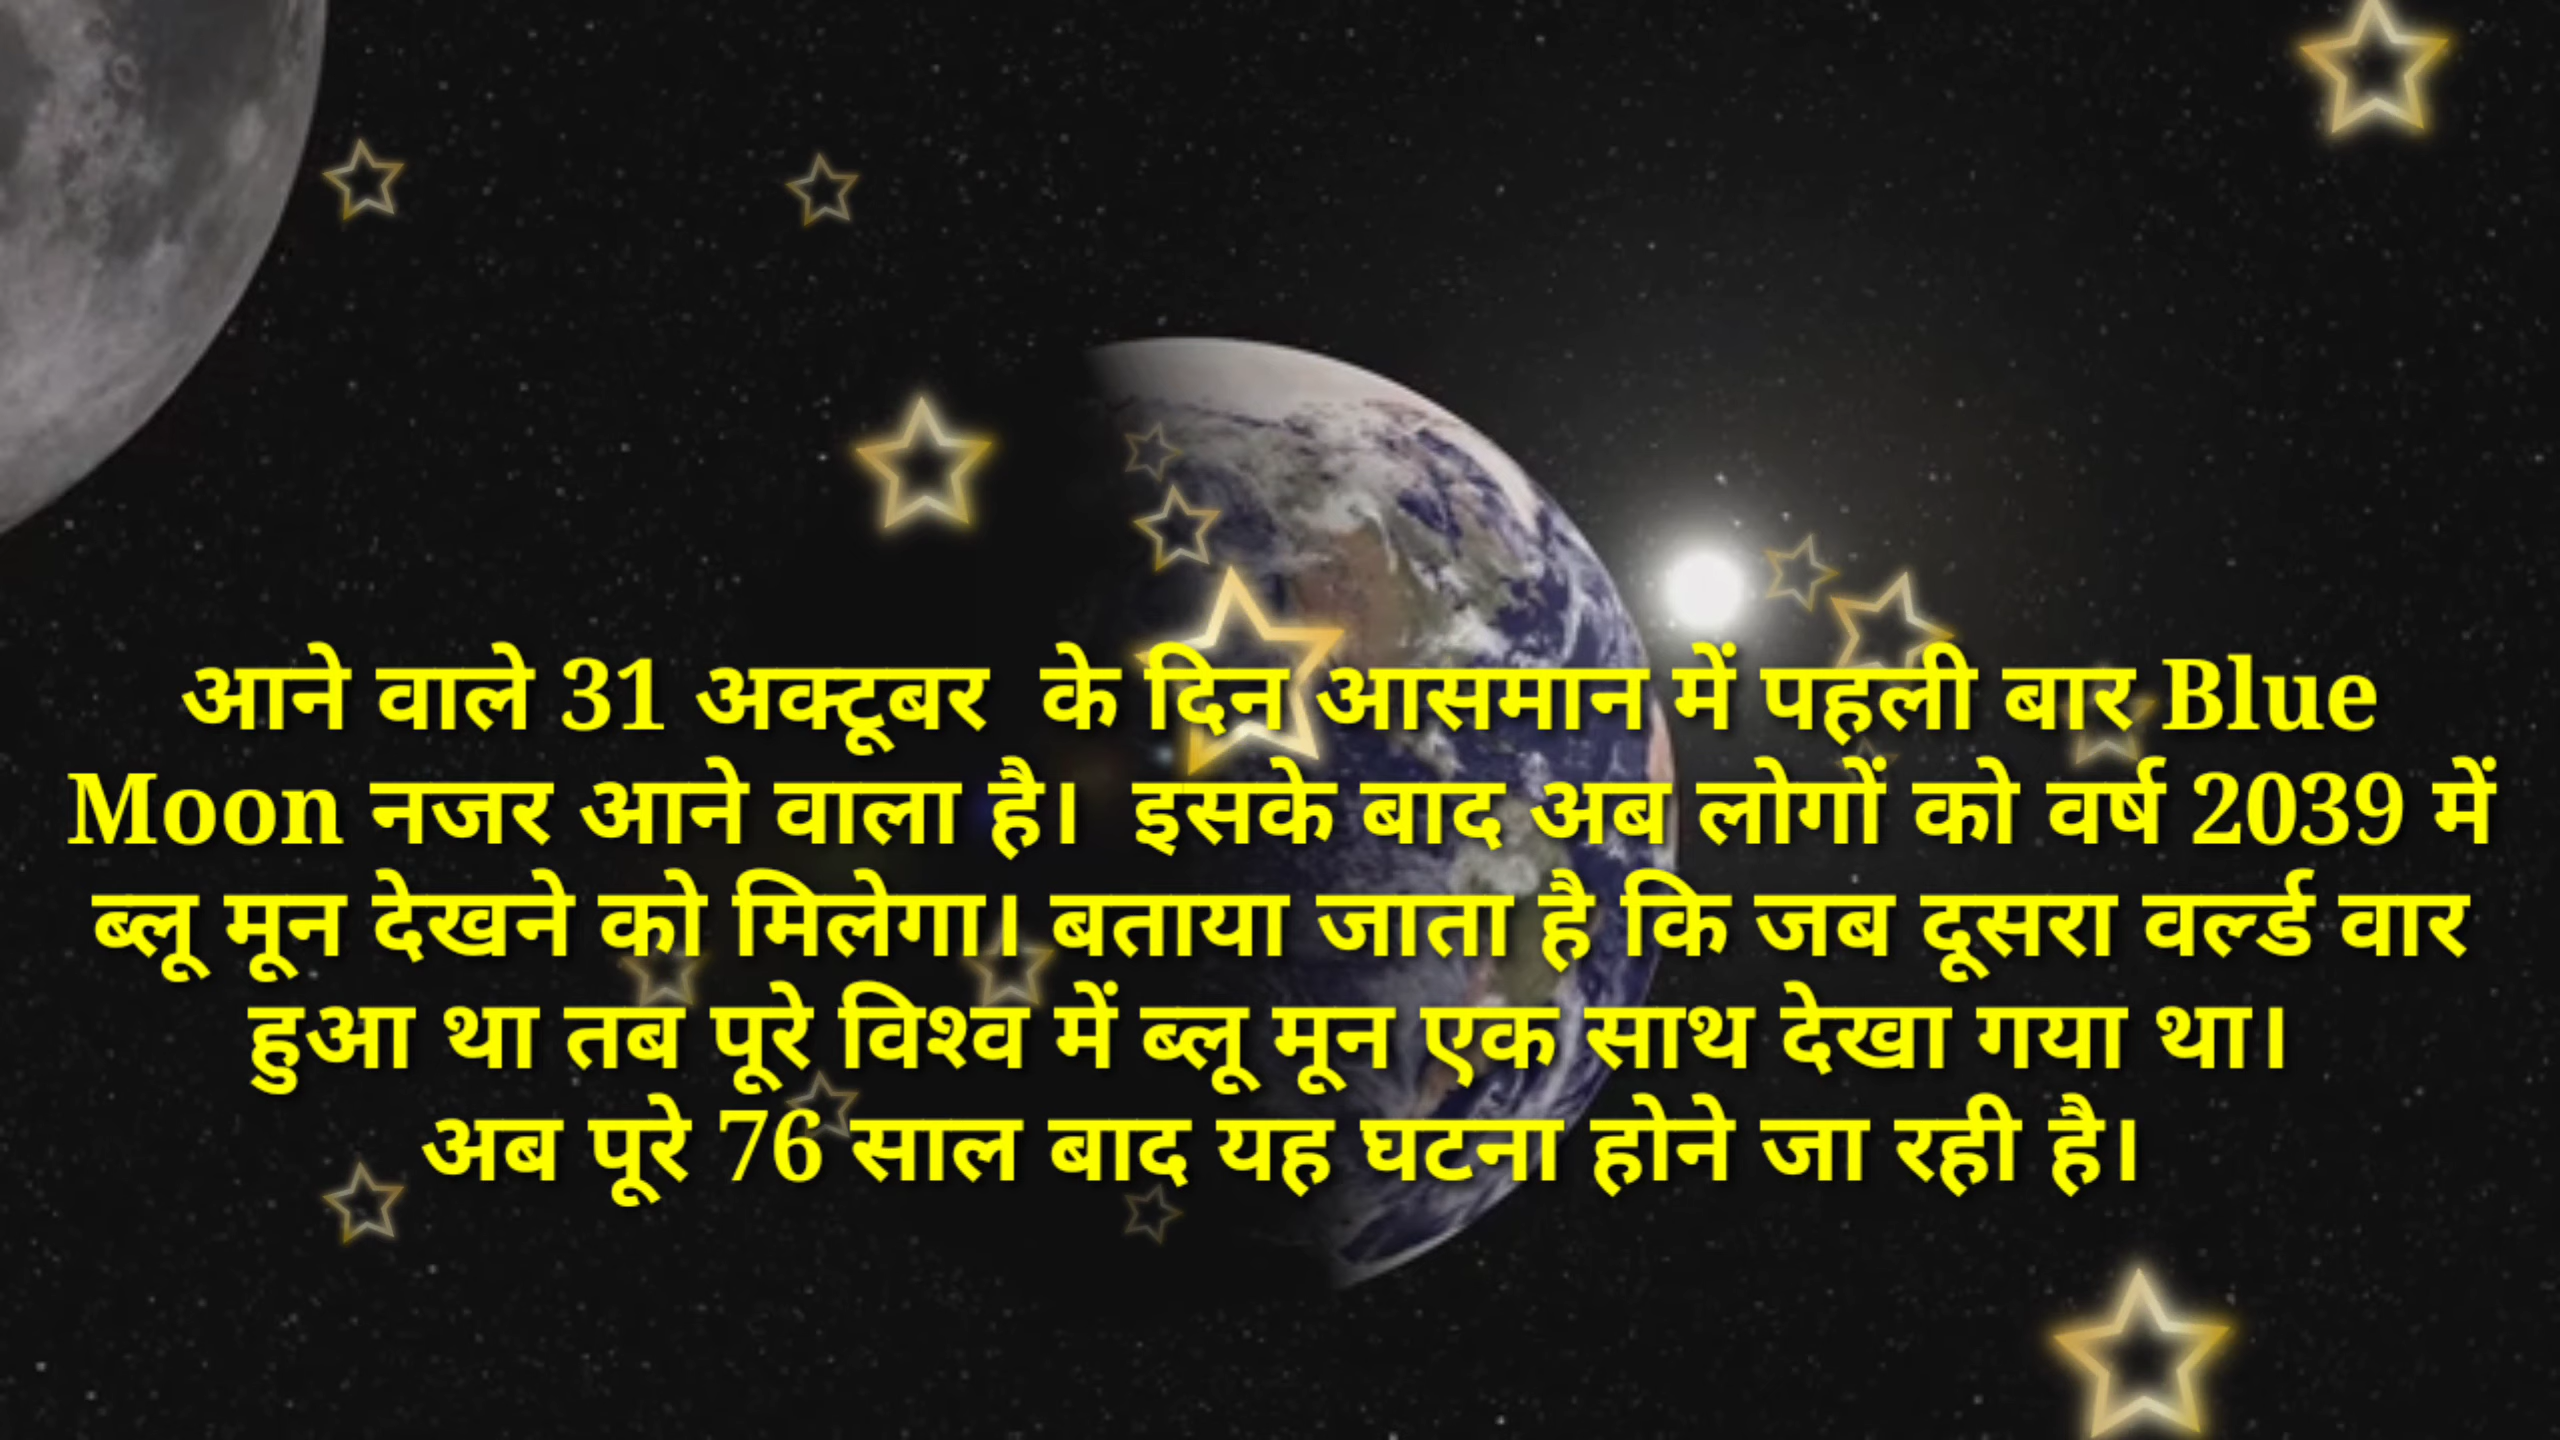 आने वाले 31 अक्टूबर  के दिन आसमान में पहली बार Blue
Moon नजर आने वाला है।  इसके बाद अब लोगों को वर्ष 2039 में
ब्लू मून देखने को मिलेगा। बताया जाता है कि जब दूसरा वर्ल्ड वार
हुआ था तब पूरे विश्व में ब्लू मून एक साथ देखा गया था।
अब पूरे 76 साल बाद यह घटना होने जा रही है।